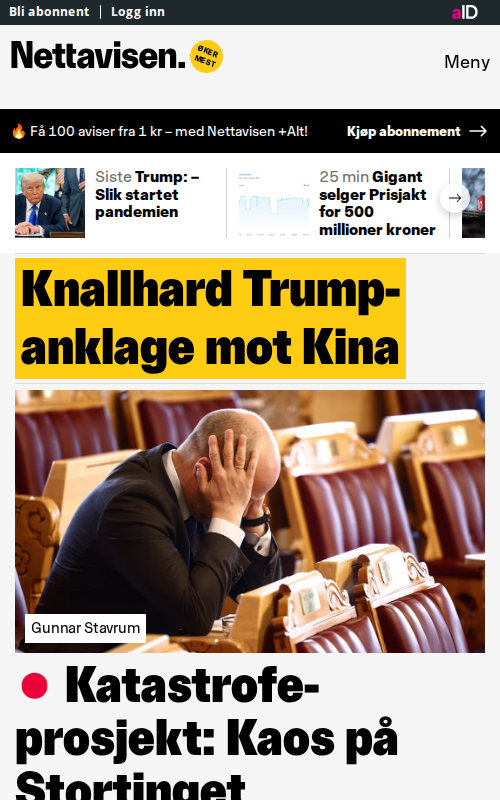 Bli abonnent
Logg inn
aID
Nettavisen.
ØKER
MEST
Meny
🔥 Få 100 aviser fra 1 kr – med Nettavisen +Alt!
Kjøp abonnement
Siste Trump: –
Slik startet
pandemien
25 min Gigant
selger Prisjakt
for 500
millioner kroner
Knallhard Trump-
anklage mot Kina
Gunnar Stavrum
Katastrofe-
prosjekt: Kaos på
Stortinget